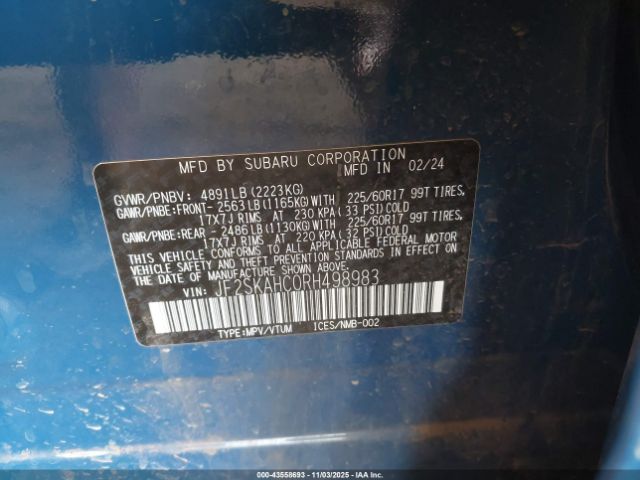 MFD BY SUBARU CORPORATION
MFD IN 02/24
GVWR/PNBV: 4891LB(2223KG)
GAWR/PNBE:FRONT- 2563LB(1165KG)WITH 225/60R17 99T TIRES,
17X7J RIMS AT 230 KPA(33 PSI)COLD
GAWR/PNBE:REAR - 2486LB(1130KG)WITH 225/60R17 99T TIRES,
17X7J RIMS AT 220 KPA(32 PSI)COLD
THIS VEHICLE CONFORMS TO ALL APPLICABLE FEDERAL MOTOR
VEHICLE SAFETY AND THEFT PREVENTION STANDARDS IN EFFECT
ON THE DATE OF MANUFACTURE SHOWN ABOVE.
VIN: JF2SKAHC0RH498983
TYPE:MPV/VTUM ICES/NMB-002
000-43558693 - 11/03/2025 - COPART.CA